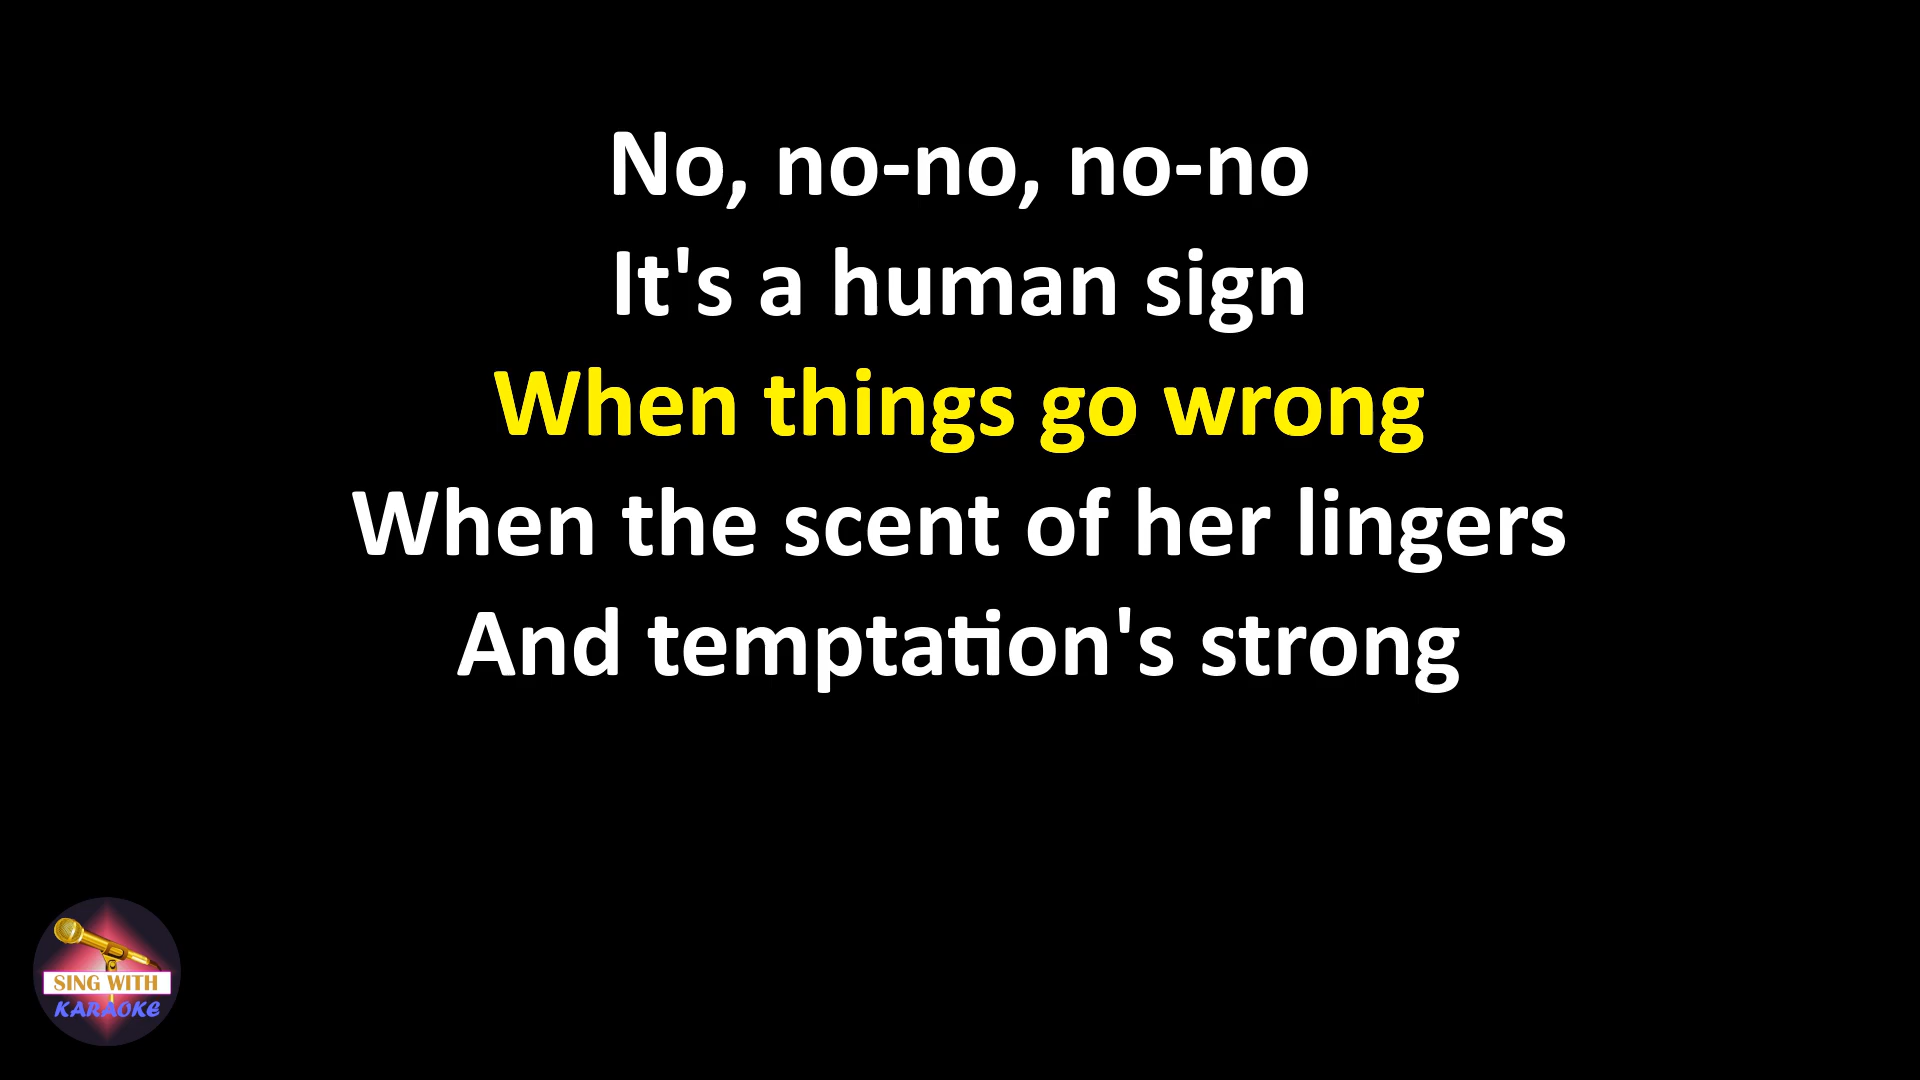 No, no-no, no-no
It's a human sign
When things go wrong
When the scent of her lingers
And temptation's strong
SING WITH
KARAOKE